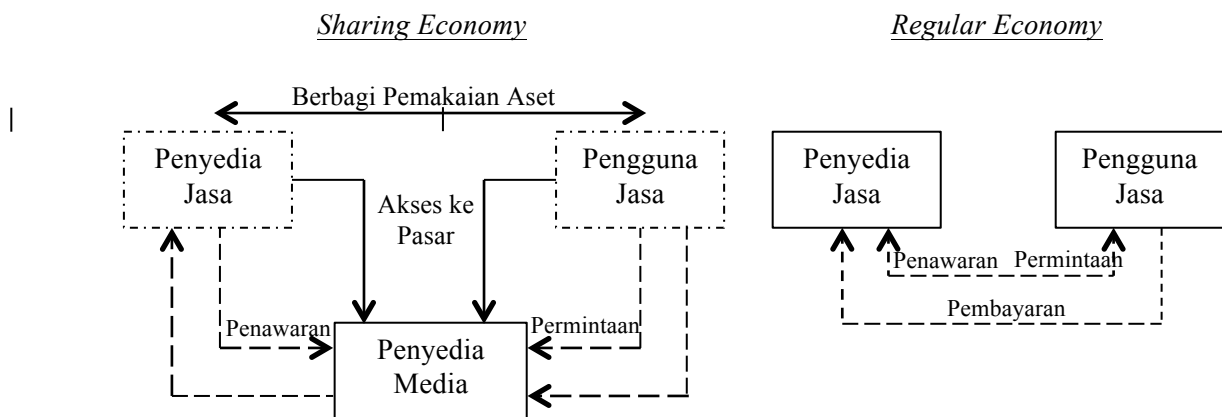 Sharing Economy
Regular Economy
Berbagi Pemakaian Aset
Penyedia
Jasa
Pengguna
Jasa
Akses ke
Pasar
Penawaran
Permintaan
Penyedia
Media
Penyedia
Jasa
Pengguna
Jasa
Penawaran
Permintaan
Pembayaran